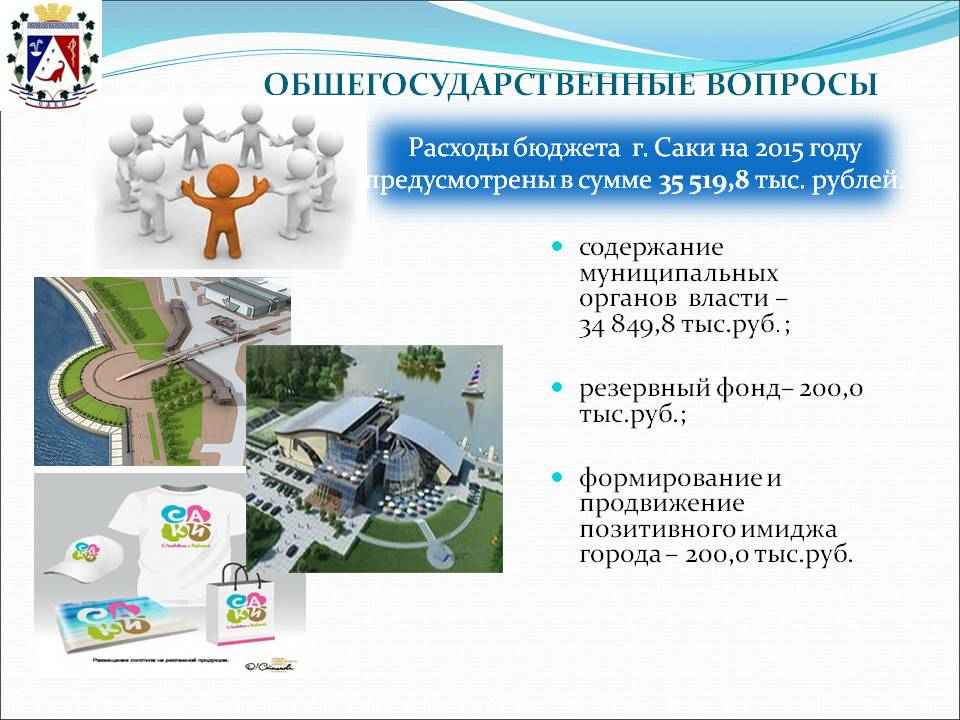 САКИ
ОБЩЕГОСУДАРСТВЕННЫЕ ВОПРОСЫ
Расходы бюджета г. Саки на 2015 году
предусмотрены в сумме 35 519,8 тыс. рублей.
содержание
муниципальных
органов власти –
34 849,8 тыс.руб. ;
резервный фонд– 200,0
тыс.руб.;
формирование и
продвижение
позитивного имиджа
города – 200,0 тыс.руб.
САКИ
САКИ
САКИ
САКИ
Размещение логотипа на рекламной продукции.